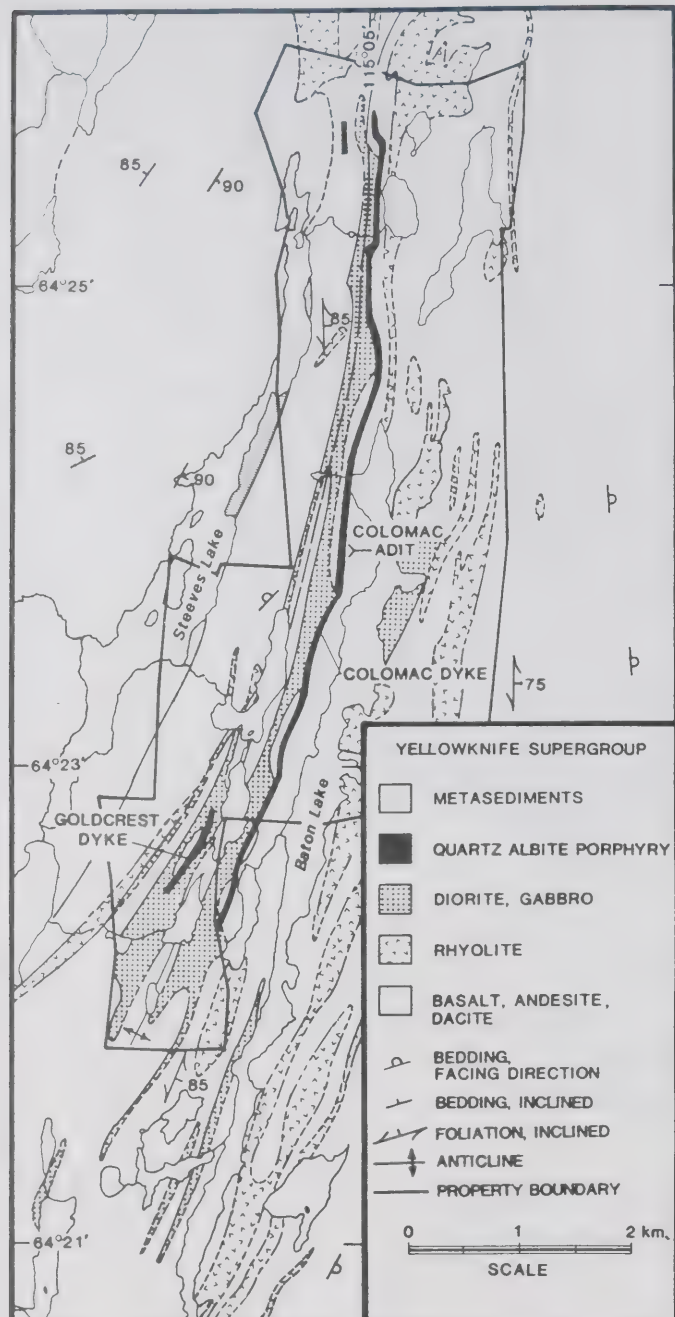 115°05'
85
90
64°25'
85
85
90
COLOMAC
ADIT
Steeves Lake
COLOMAC DYKE
75
64°23'
GOLDCREST
DYKE
Baton Lake
85
64°21'
YELLOWKNIFE SUPERGROUP
METASEDIMENTS
QUARTZ ALBITE PORPHYRY
DIORITE, GABBRO
RHYOLITE
BASALT, ANDESITE,
DACITE
BEDDING,
FACING DIRECTION
BEDDING, INCLINED
FOLIATION, INCLINED
ANTICLINE
PROPERTY BOUNDARY
0 1 2 km.
SCALE